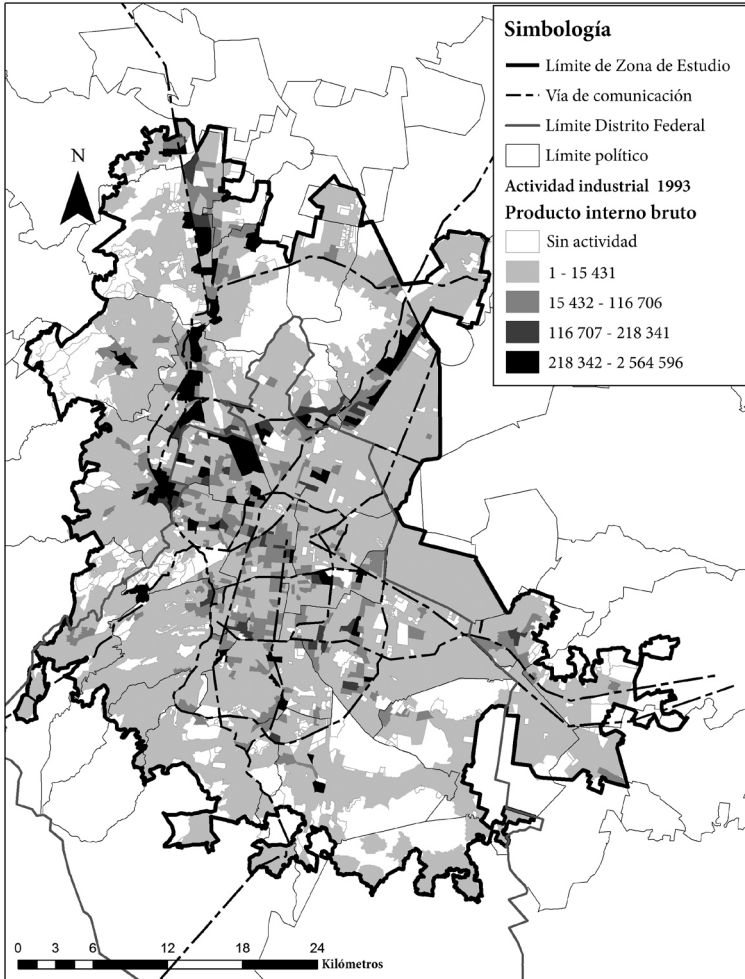 Simbología
Límite de Zona de Estudio
Vía de comunicación
Límite Distrito Federal
Límite político
Actividad industrial 1993
Producto interno bruto
Sin actividad
1 - 15 431
15 432 - 116 706
116 707 - 218 341
218 342 - 2 564 596
N
0 3 6 12 18 24 Kilómetros